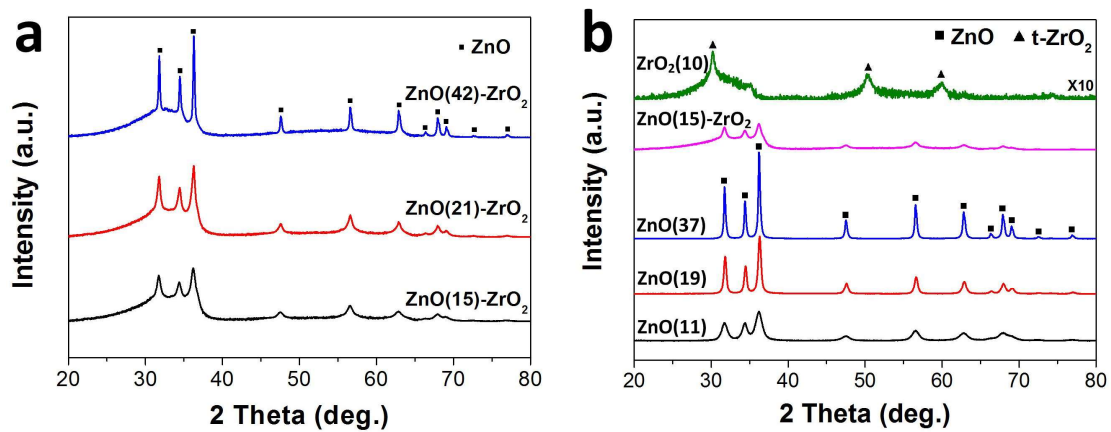 a
▪ ZnO
ZnO(42)-ZrO₂
ZnO(21)-ZrO₂
ZnO(15)-ZrO₂
Intensity (a.u.)
20 30 40 50 60 70 80
2 Theta (deg.)
b
■ ZnO ▲ t-ZrO₂
ZrO₂(10)
X10
ZnO(15)-ZrO₂
ZnO(37)
ZnO(19)
ZnO(11)
Intensity (a.u.)
20 30 40 50 60 70 80
2 Theta (deg.)